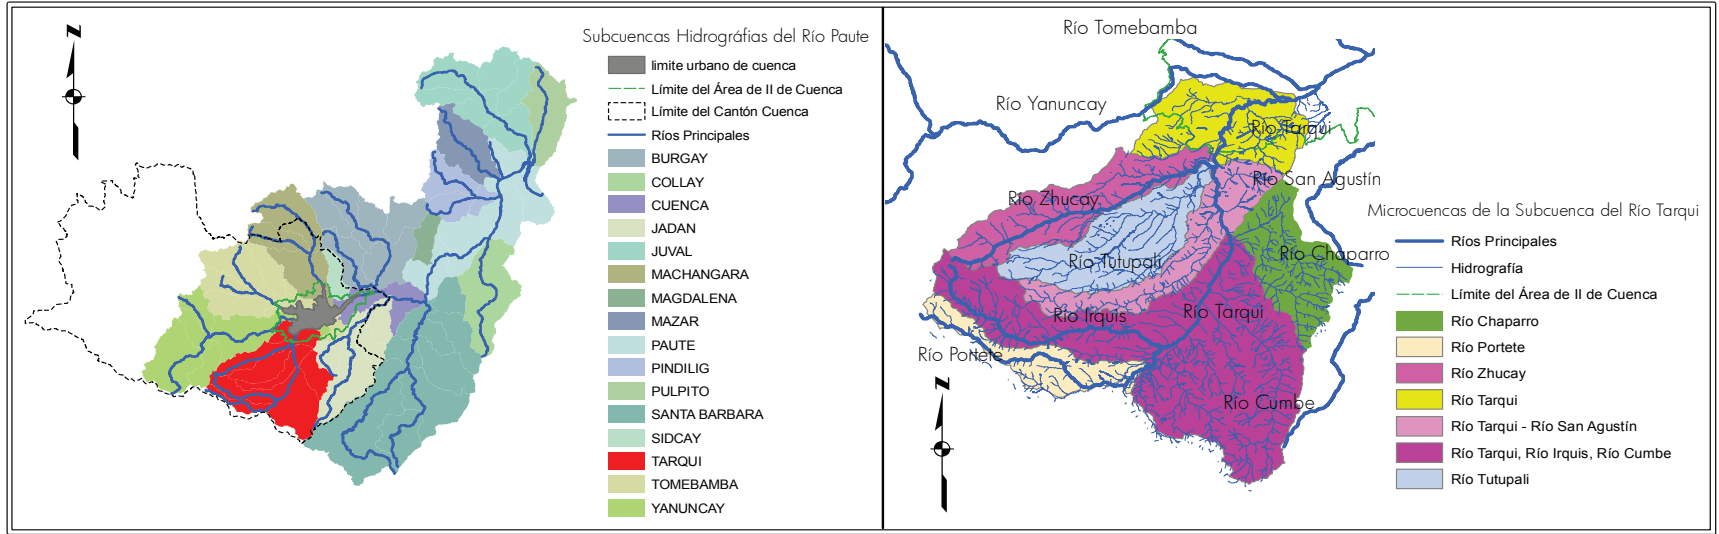 N
Subcuencas Hidrográfias del Río Paute
limite urbano de cuenca
Límite del Área de II de Cuenca
Límite del Cantón Cuenca
Ríos Principales
BURGAY
COLLAY
CUENCA
JADAN
JUVAL
MACHANGARA
MAGDALENA
MAZAR
PAUTE
PINDILIG
PULPITO
SANTA BARBARA
SIDCAY
TARQUI
TOMEBAMBA
YANUNCAY
Río Tomebamba
Río Yanuncay
Río Tarqui
Río San Agustín
Río Zhucay
Río Chaparro
Río Tutupali
Río Tarqui
Río Irquis
Río Portete
Río Cumbe
N
Microcuencas de la Subcuenca del Río Tarqui
Ríos Principales
Hidrografía
Límite del Área de II de Cuenca
Río Chaparro
Río Portete
Río Zhucay
Río Tarqui
Río Tarqui - Río San Agustín
Río Tarqui, Río Irquis, Río Cumbe
Río Tutupali